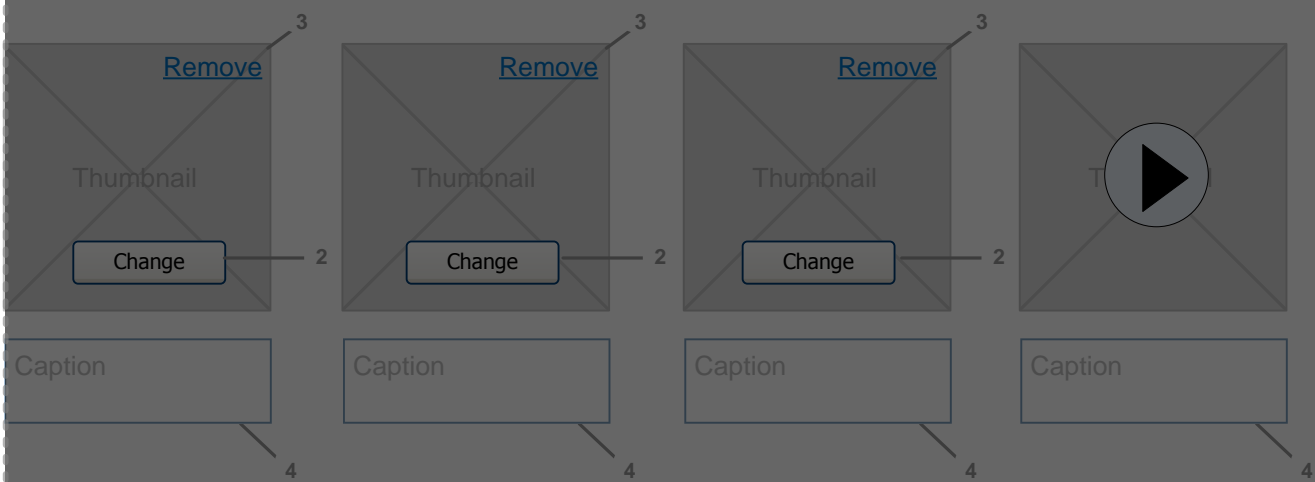 3 3 3
Remove Remove Remove
Thumbnail Thumbnail Thumbnail
Change 2 Change 2 Change 2
Caption Caption Caption Caption
4 4 4 4